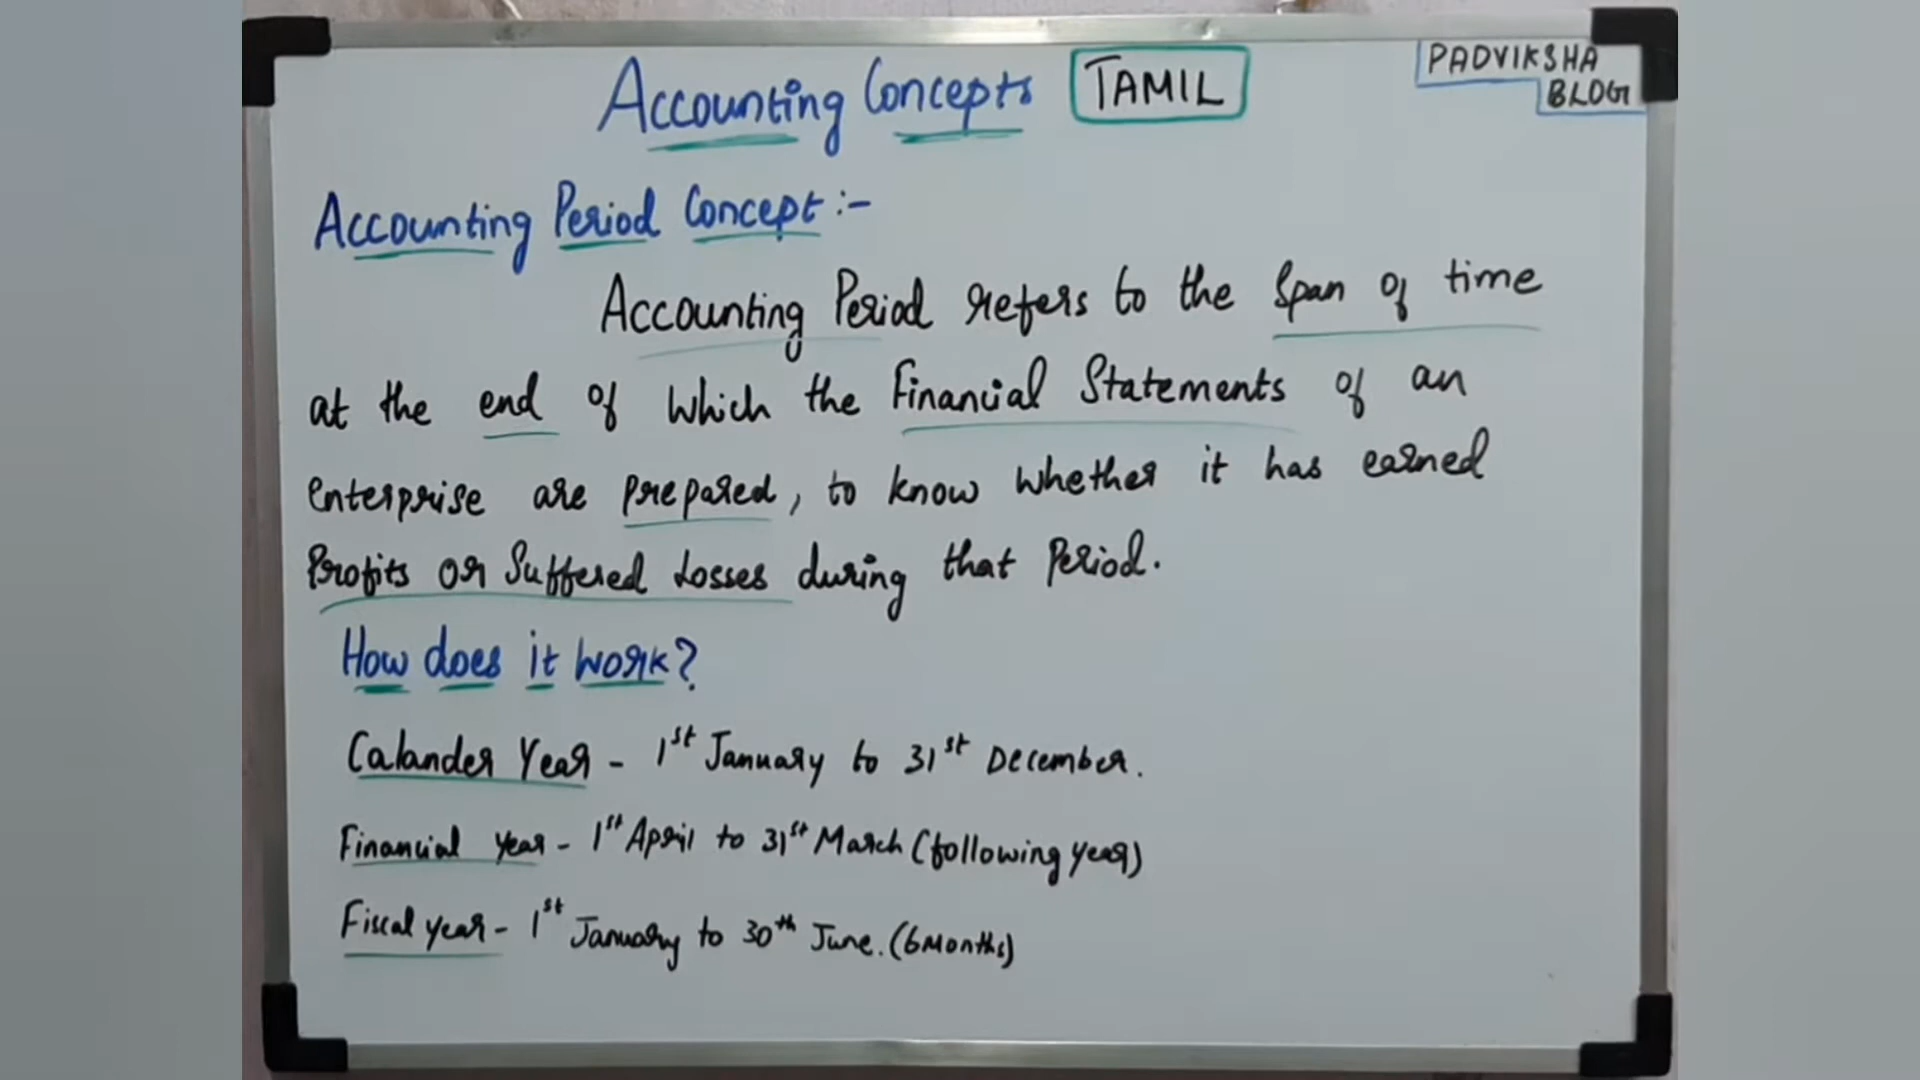 Accounting Concepts TAMIL
PADVIKSHA
BLOG
Accounting Period Concept :-
Accounting Period refers to the Span of time
at the end of which the Financial Statements of an
enterprise are prepared, to know whether it has earned
Profits or Suffered Losses during that Period.
How does it work?
Calander Year - 1st January to 31st December.
Financial year - 1st April to 31st March (following year)
Fiscal year - 1st January to 30th June. (6 Months)